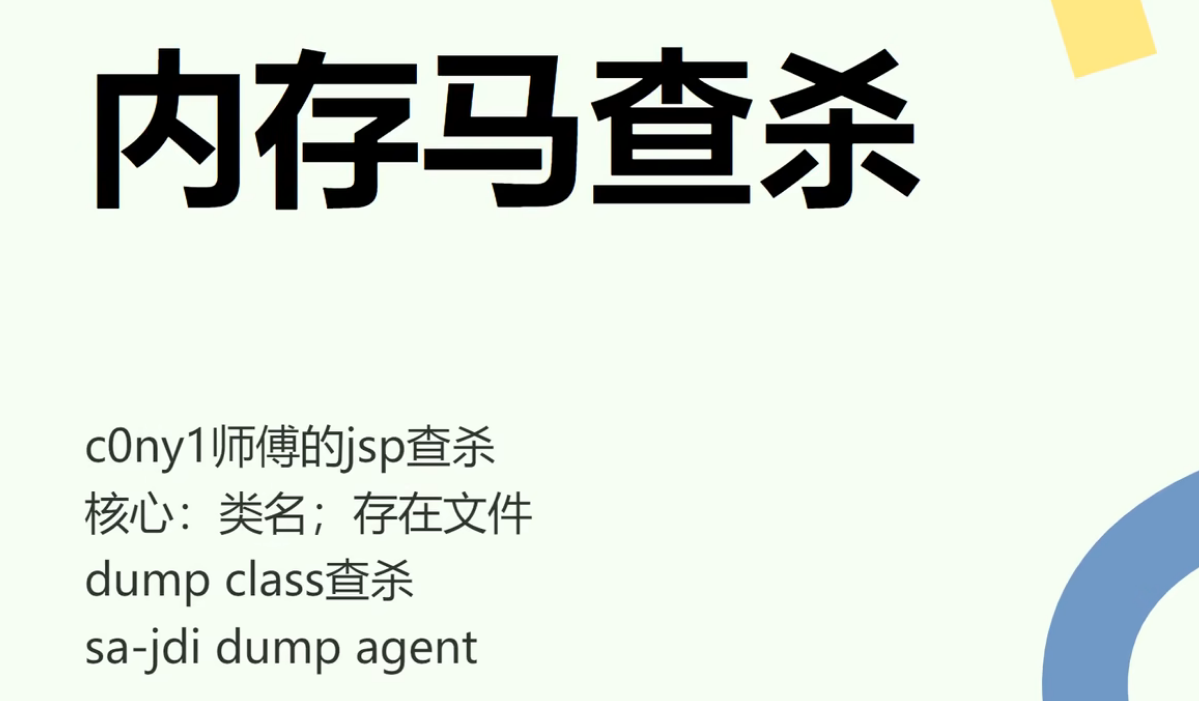 内存马查杀
c0ny1师傅的jsp查杀
核心：类名；存在文件
dump class查杀
sa-jdi dump agent